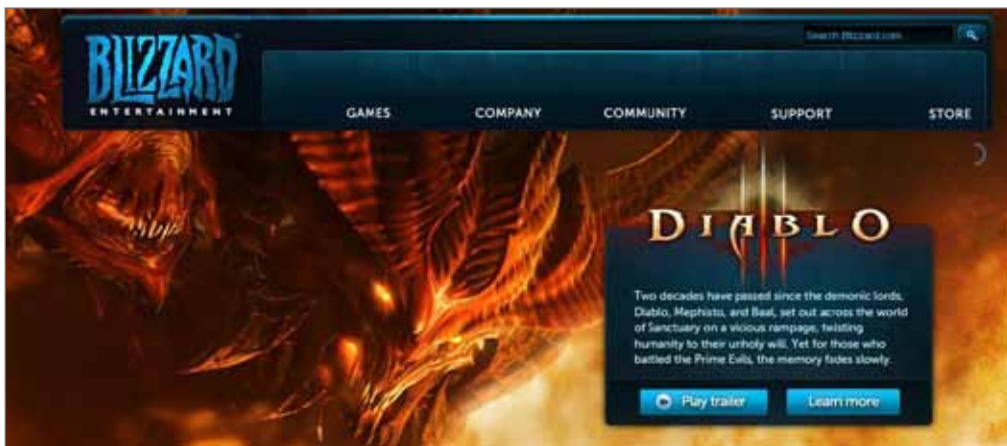 Search Blizzard.com
BLIZZARD
ENTERTAINMENT
GAMES COMPANY COMMUNITY SUPPORT STORE
DIABLO
III
Two decades have passed since the demonic lords,
Diablo, Mephisto, and Baal, set out across the world
of Sanctuary on a vicious rampage, twisting
humanity to their unholy will. Yet for those who
battled the Prime Evils, the memory fades slowly.
Play trailer Learn more